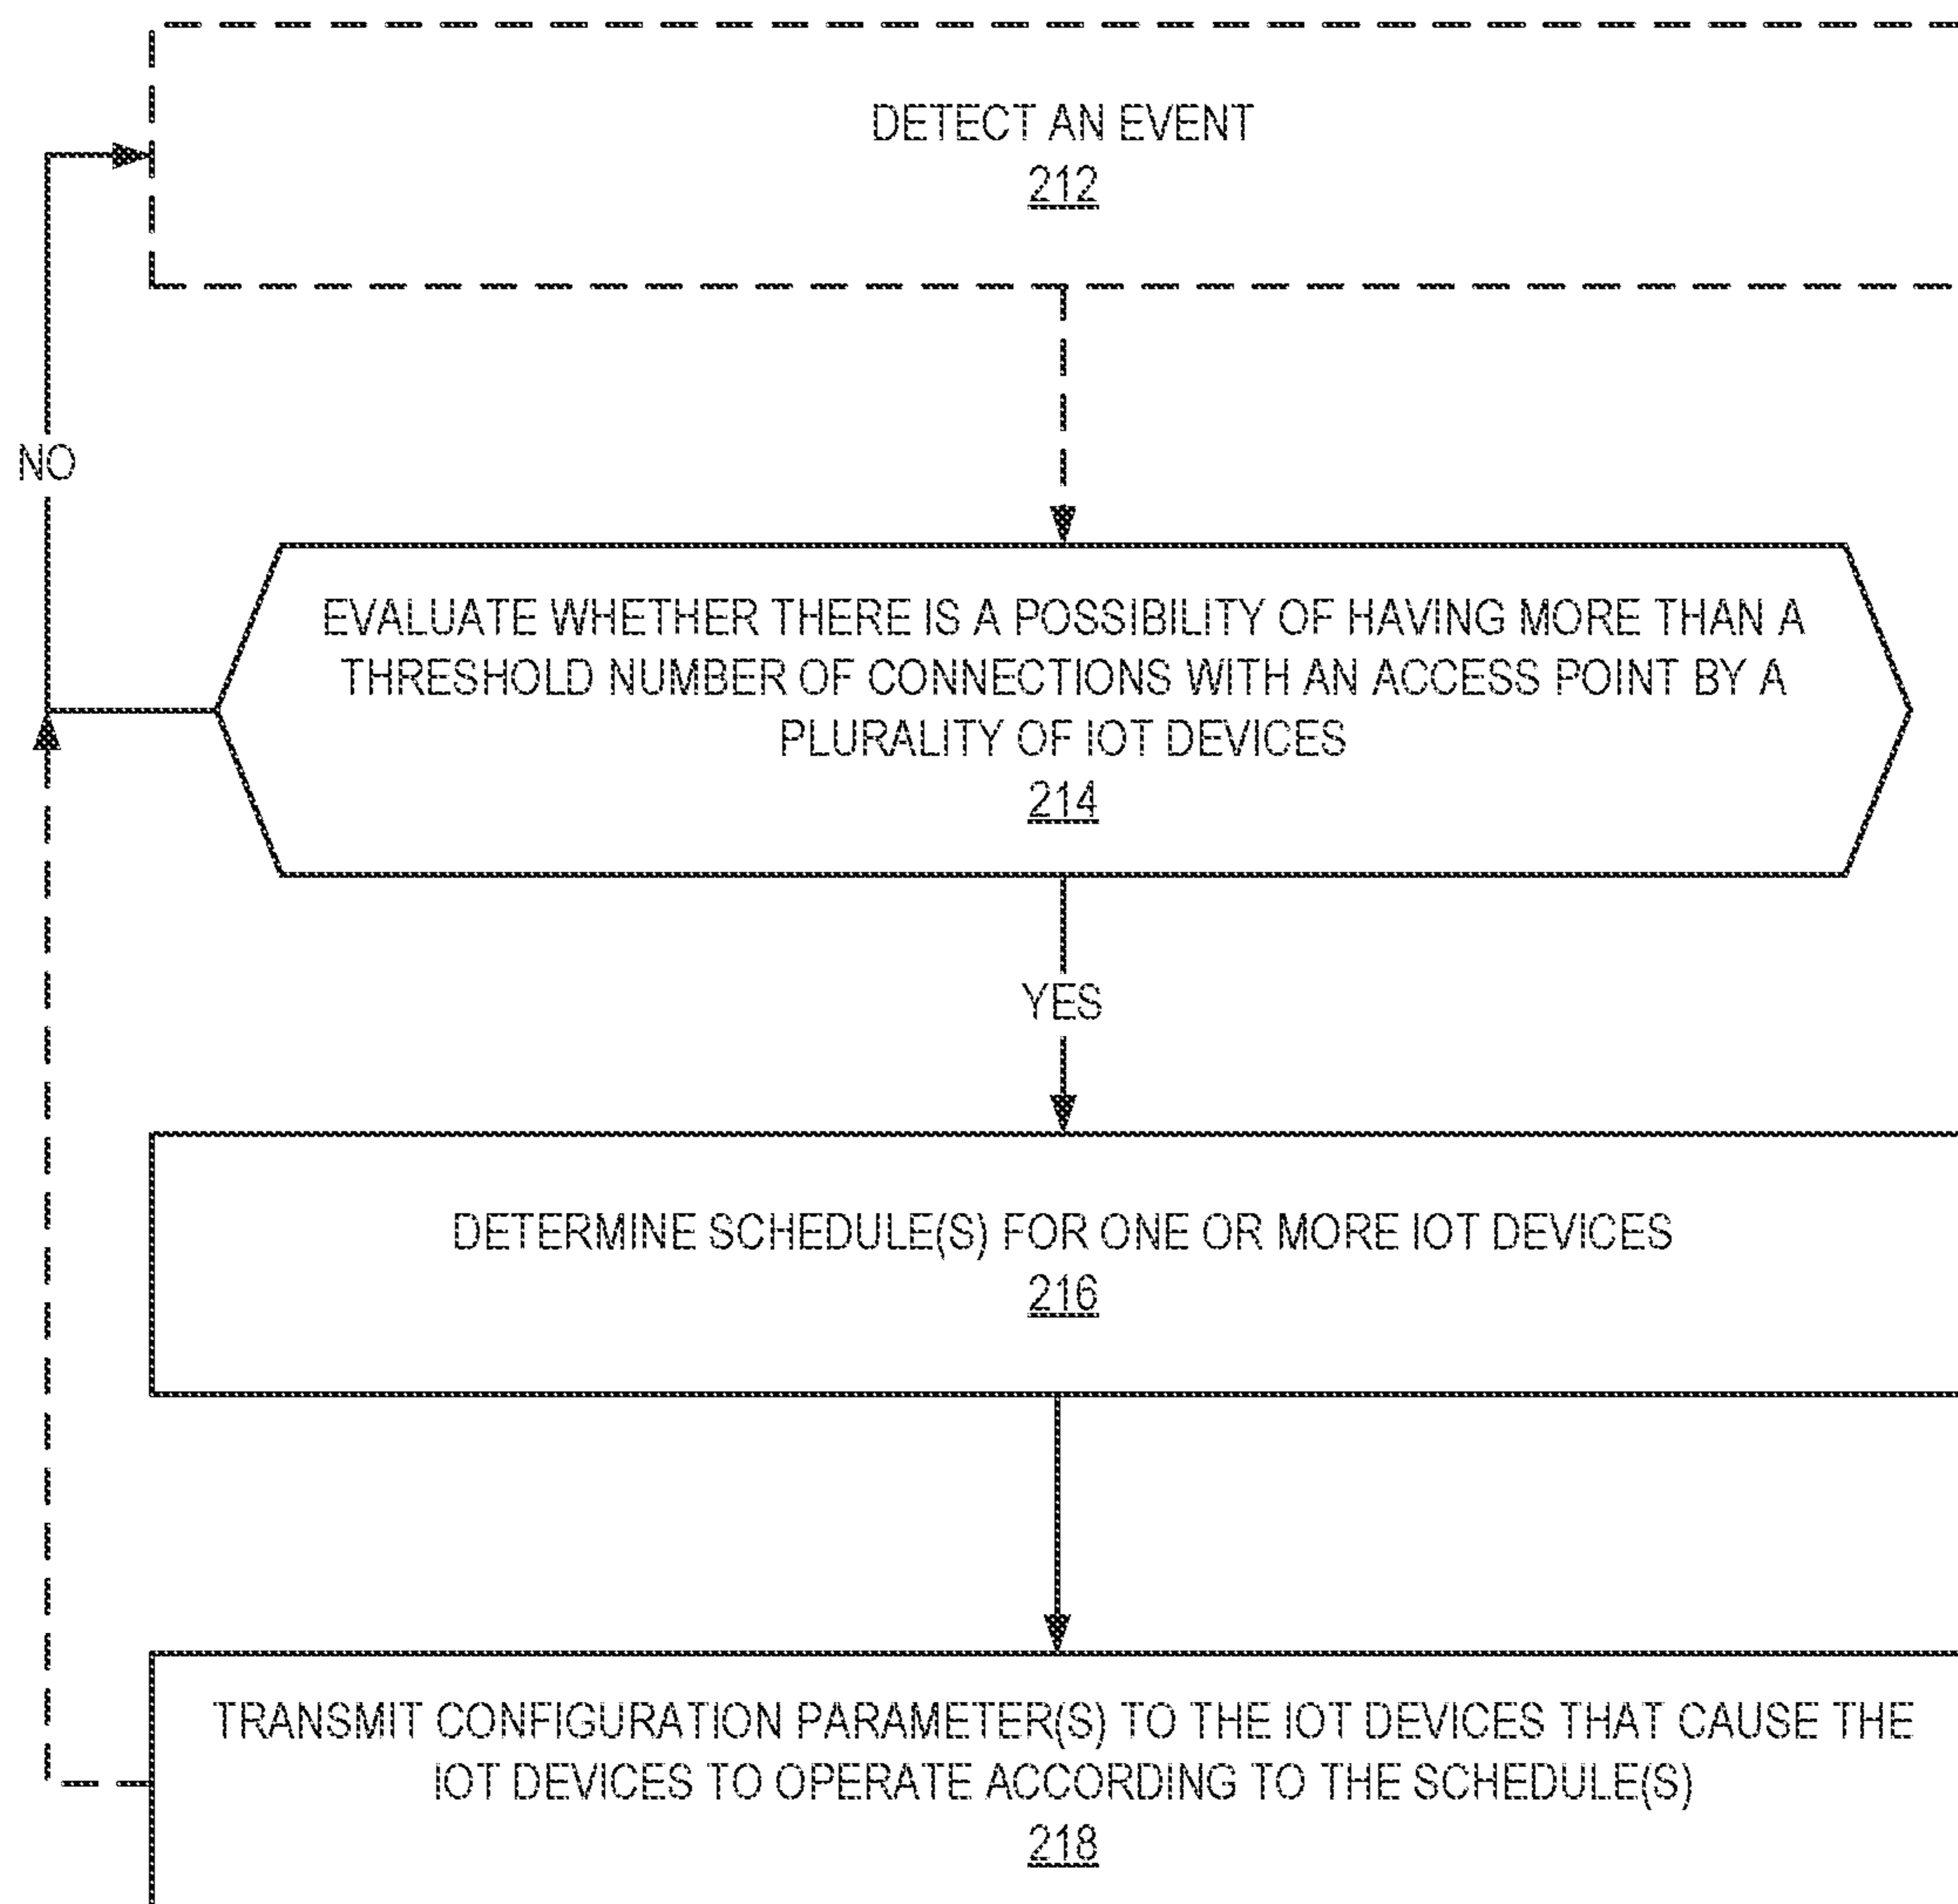 DETECT AN EVENT
212
NO
EVALUATE WHETHER THERE IS A POSSIBILITY OF HAVING MORE THAN A
THRESHOLD NUMBER OF CONNECTIONS WITH AN ACCESS POINT BY A
PLURALITY OF IOT DEVICES
214
YES
DETERMINE SCHEDULE(S) FOR ONE OR MORE IOT DEVICES
216
TRANSMIT CONFIGURATION PARAMETER(S) TO THE IOT DEVICES THAT CAUSE THE
IOT DEVICES TO OPERATE ACCORDING TO THE SCHEDULE(S)
218